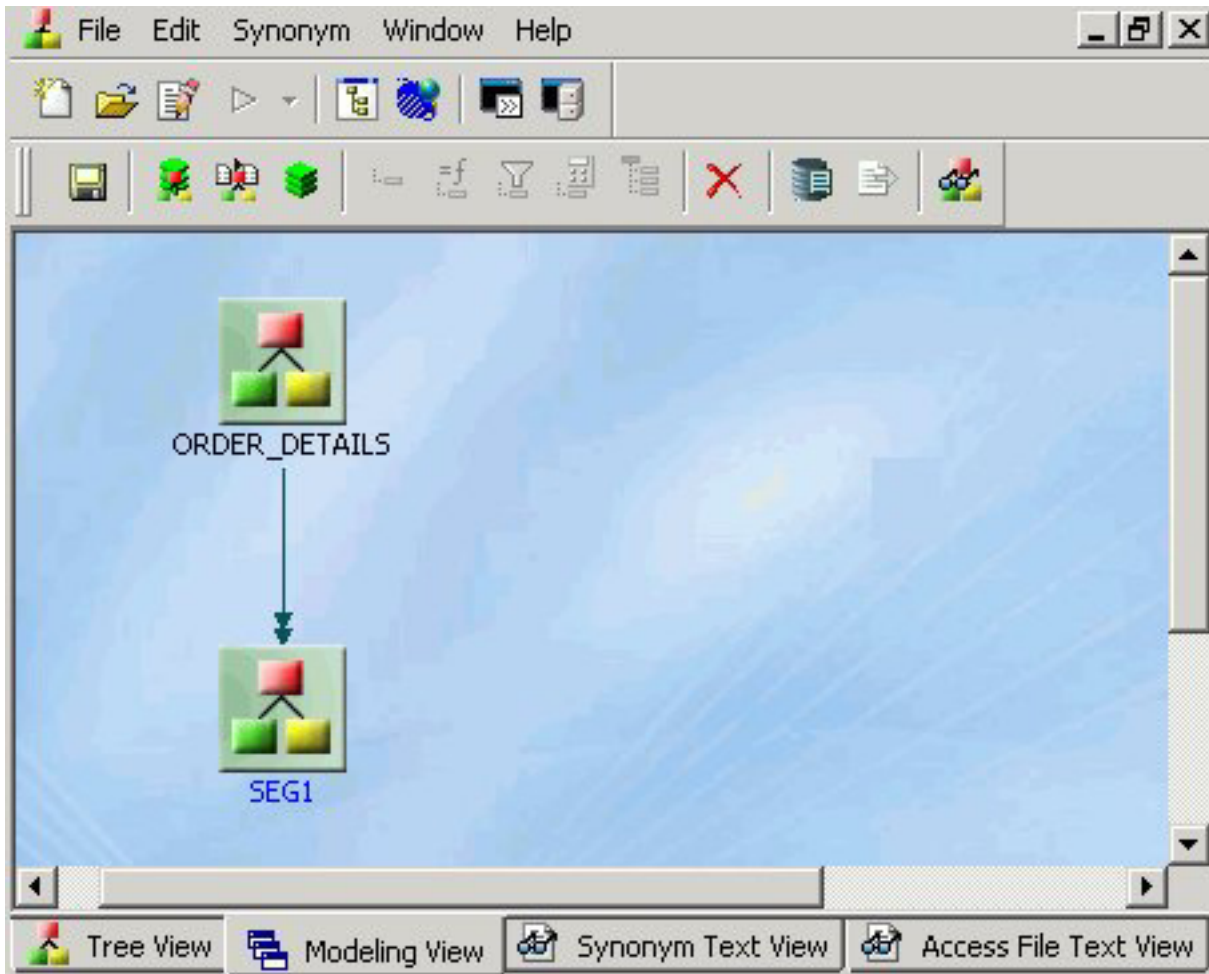 File Edit Synonym Window Help
ORDER_DETAILS
SEG1
Tree View Modeling View Synonym Text View Access File Text View